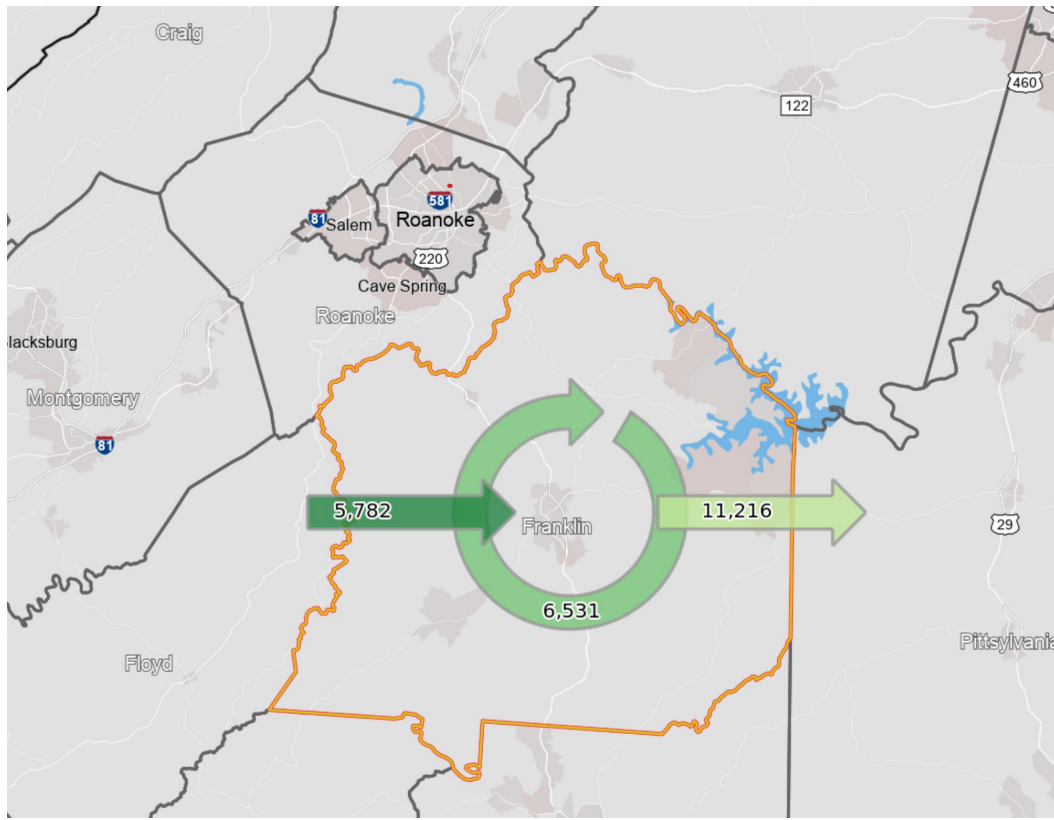 Craig
460
122
581
81
Salem
Roanoke
220
Cave Spring
Roanoke
lacksburg
Montgomery
81
5,782
11,216
Franklin
29
6,531
Floyd
Pittsylvania